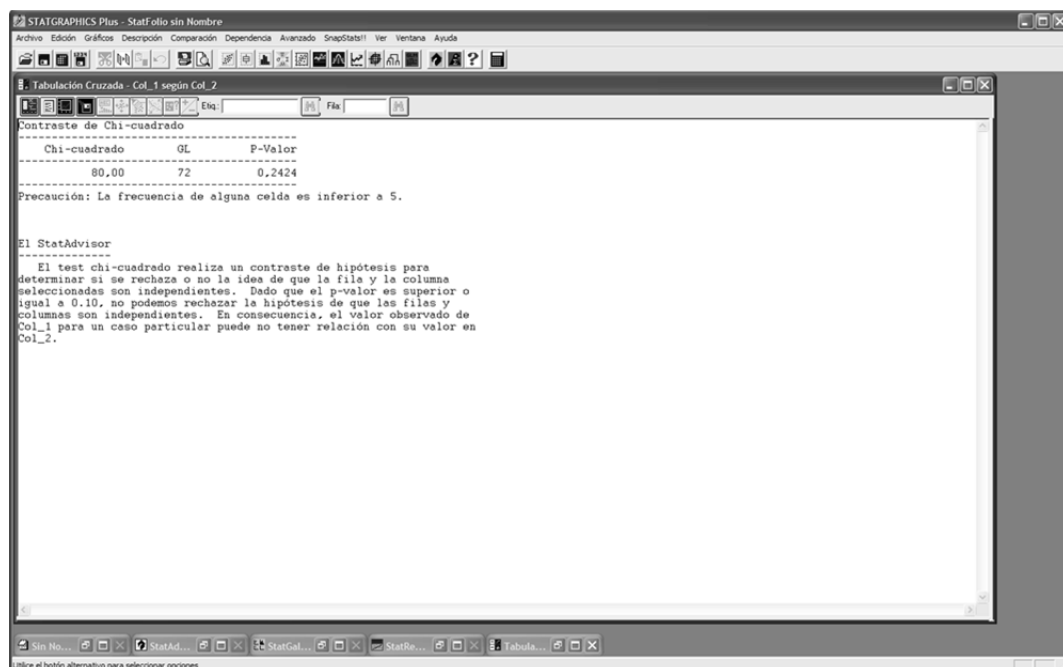 STATGRAPHICS Plus - StatFolio sin Nombre
Archivo Edición Gráficos Descripción Comparación Dependencia Avanzado SnapStats!! Ver Ventana Ayuda
Tabulación Cruzada - Col_1 según Col_2
Etiq.: Fila:
Contraste de Chi-cuadrado
Chi-cuadrado GL P-Valor
80,00 72 0,2424
Precaución: La frecuencia de alguna celda es inferior a 5.
El StatAdvisor
El test chi-cuadrado realiza un contraste de hipótesis para
determinar si se rechaza o no la idea de que la fila y la columna
seleccionadas son independientes. Dado que el p-valor es superior o
igual a 0.10, no podemos rechazar la hipótesis de que las filas y
columnas son independientes. En consecuencia, el valor observado de
Col_1 para un caso particular puede no tener relación con su valor en
Col_2.
Sin No... StatAd... StatGal... StatRe... Tabula...
Utilice el botón alternativo para seleccionar opciones